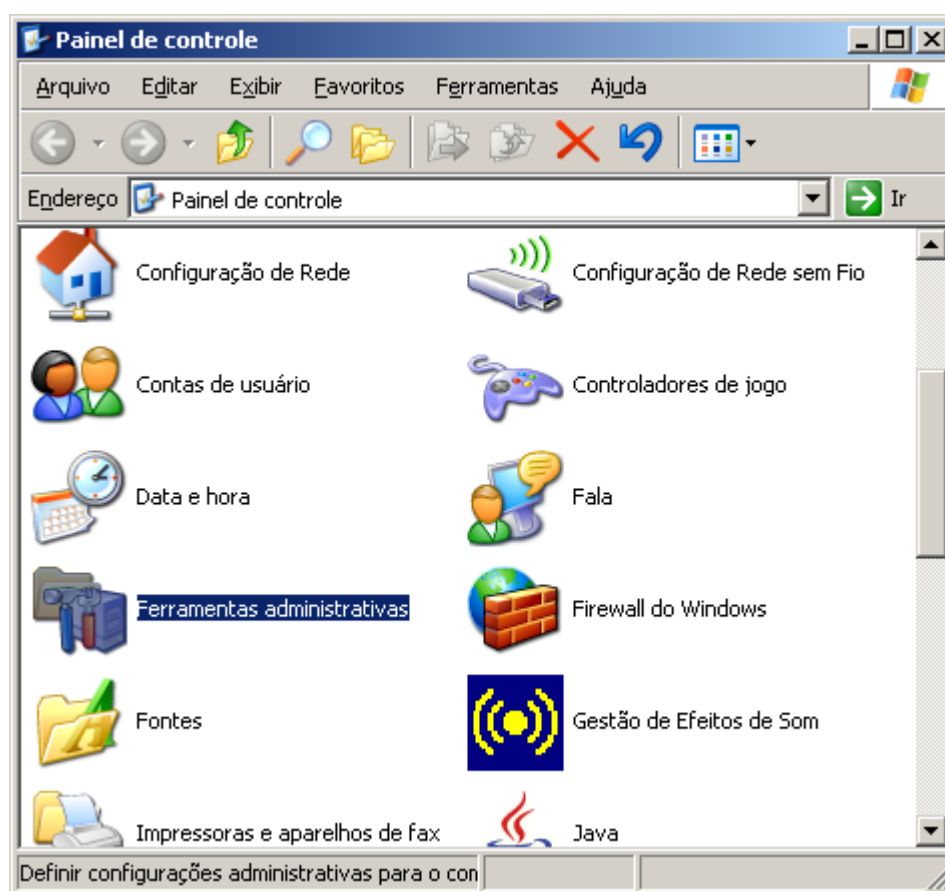 Painel de controle
Arquivo Editar Exibir Favoritos Ferramentas Ajuda
Endereço Painel de controle Ir
Configuração de Rede Configuração de Rede sem Fio
Contas de usuário Controladores de jogo
Data e hora Fala
Ferramentas administrativas Firewall do Windows
Fontes Gestão de Efeitos de Som
Impressoras e aparelhos de fax Java
Definir configurações administrativas para o con